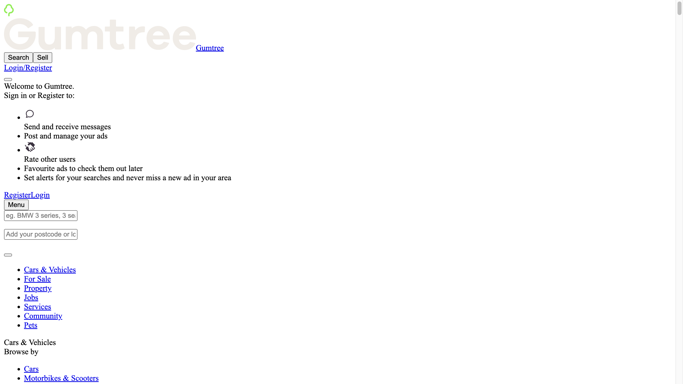 Gumtree
Gumtree
Search
Sell
Login/Register
Welcome to Gumtree.
Sign in or Register to:
Send and receive messages
Post and manage your ads
Rate other users
Favourite ads to check them out later
Set alerts for your searches and never miss a new ad in your area
RegisterLogin
Menu
eg. BMW 3 series, 3 se
Add your postcode or lo
Cars & Vehicles
For Sale
Property
Jobs
Services
Community
Pets
Cars & Vehicles
Browse by
Cars
Motorbikes & Scooters